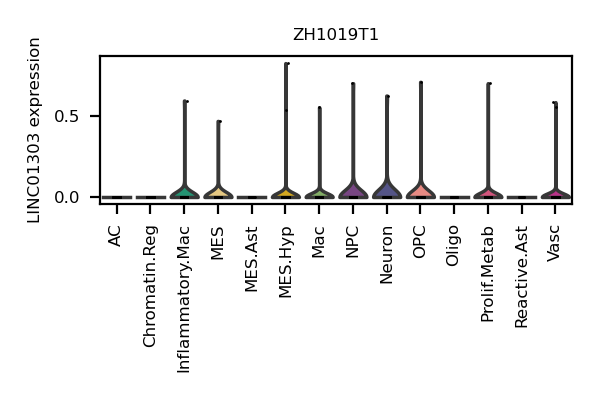 ZH1019T1
LINC01303 expression
0.5
0.0
AC
Chromatin.Reg
Inflammatory.Mac
MES
MES.Ast
MES.Hyp
Mac
NPC
Neuron
OPC
Oligo
Prolif.Metab
Reactive.Ast
Vasc